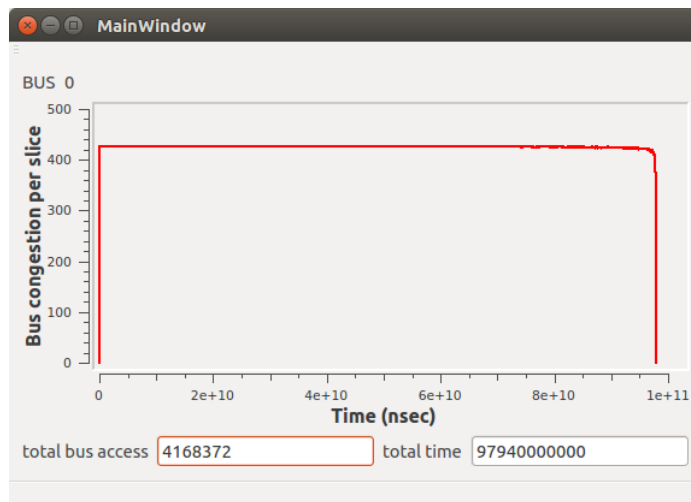 MainWindow
BUS 0
Bus congestion per slice
500
400
300
200
100
0
0 2e+10 4e+10 6e+10 8e+10 1e+11
Time (nsec)
total bus access 4168372 total time 97940000000